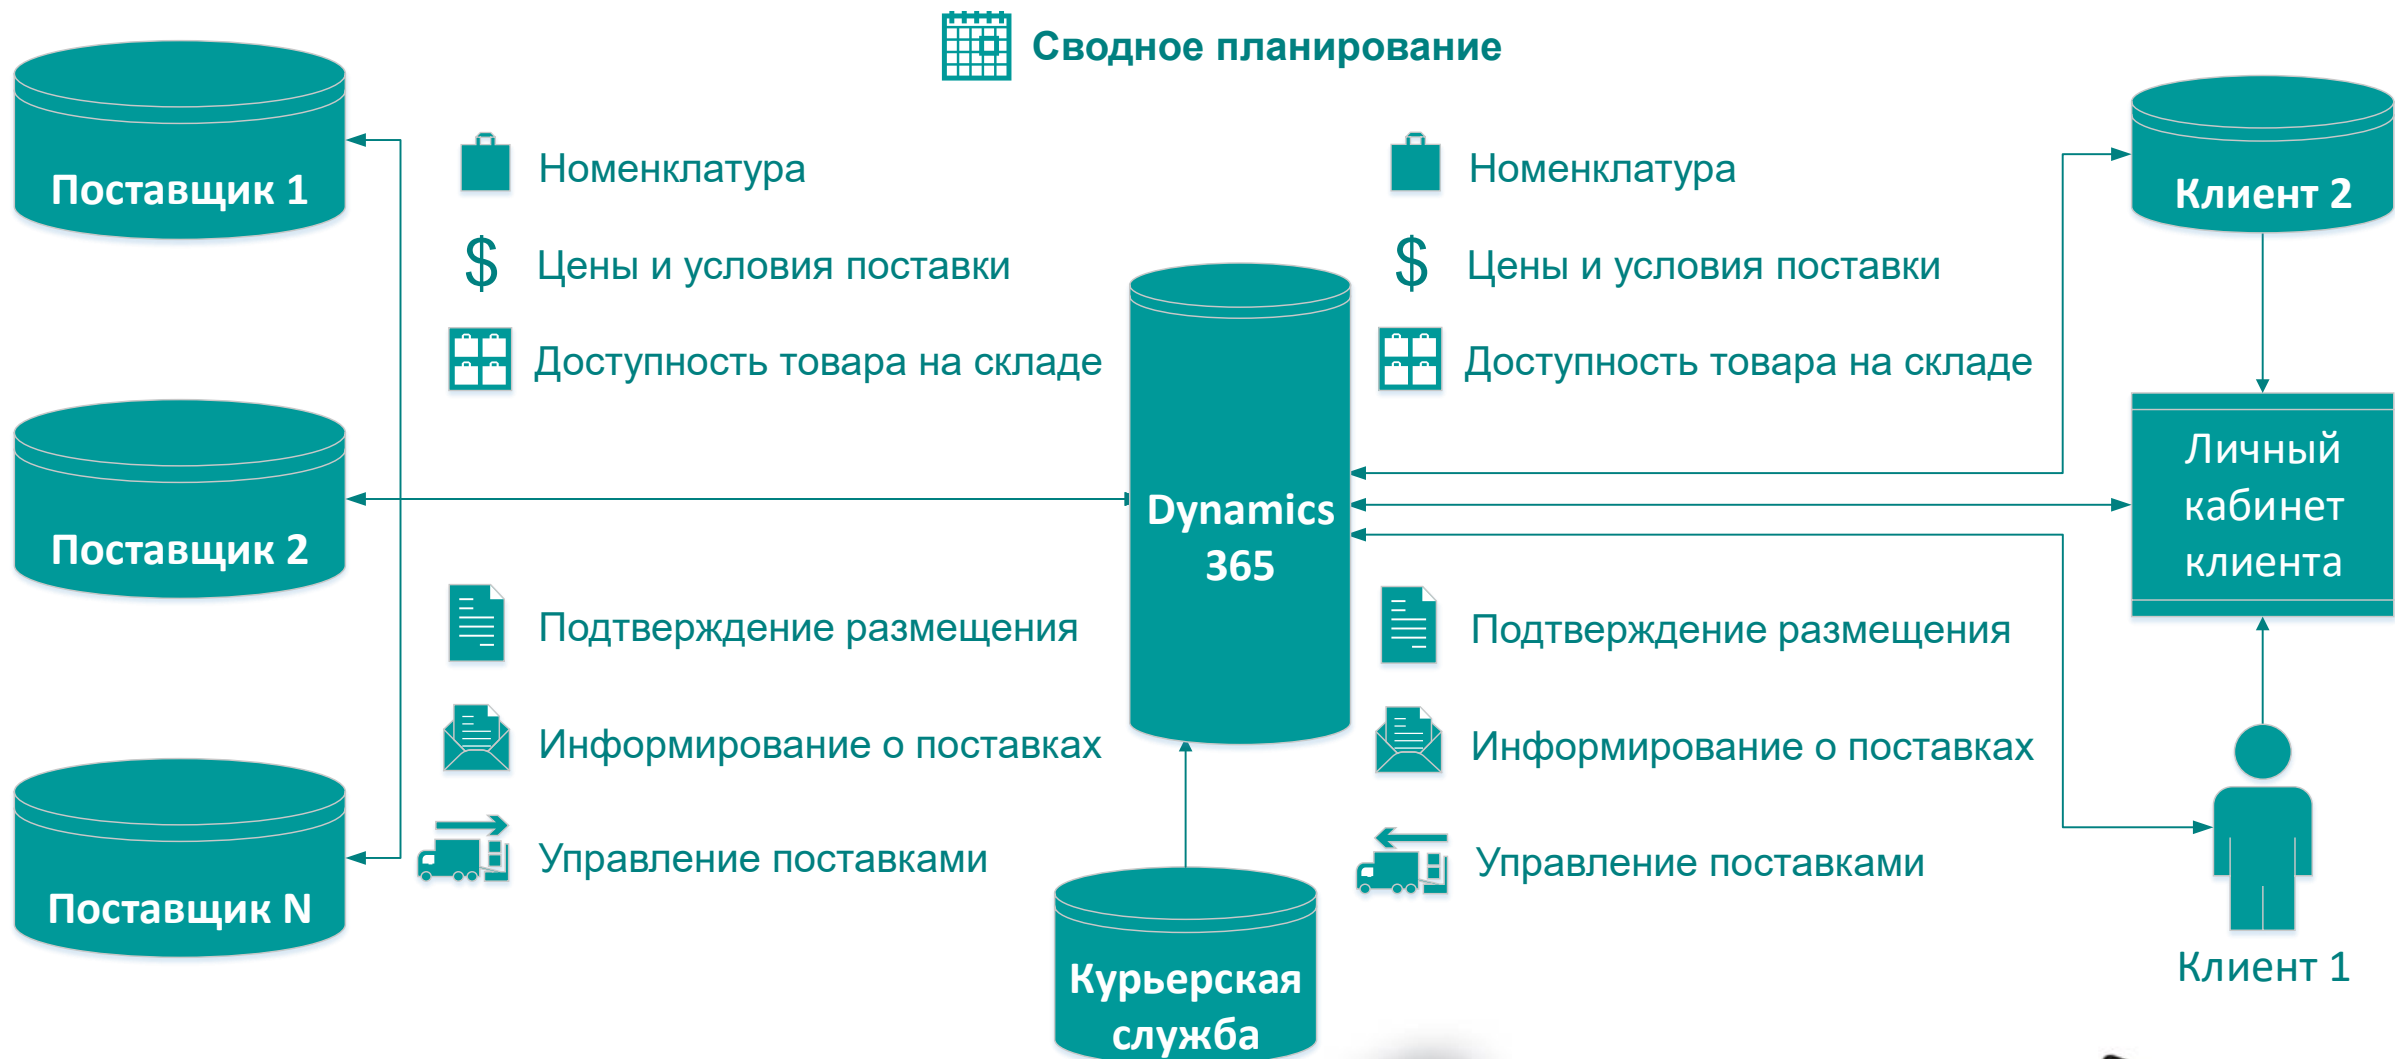 Сводное планирование
Поставщик 1
Номенклатура
Цены и условия поставки
Доступность товара на складе
Поставщик 2
Подтверждение размещения
Информирование о поставках
Управление поставками
Поставщик N
Dynamics
365
Курьерская
служба
Номенклатура
$ Цены и условия поставки
Доступность товара на складе
Подтверждение размещения
Информирование о поставках
Управление поставками
Клиент 2
Личный
кабинет
клиента
Клиент 1